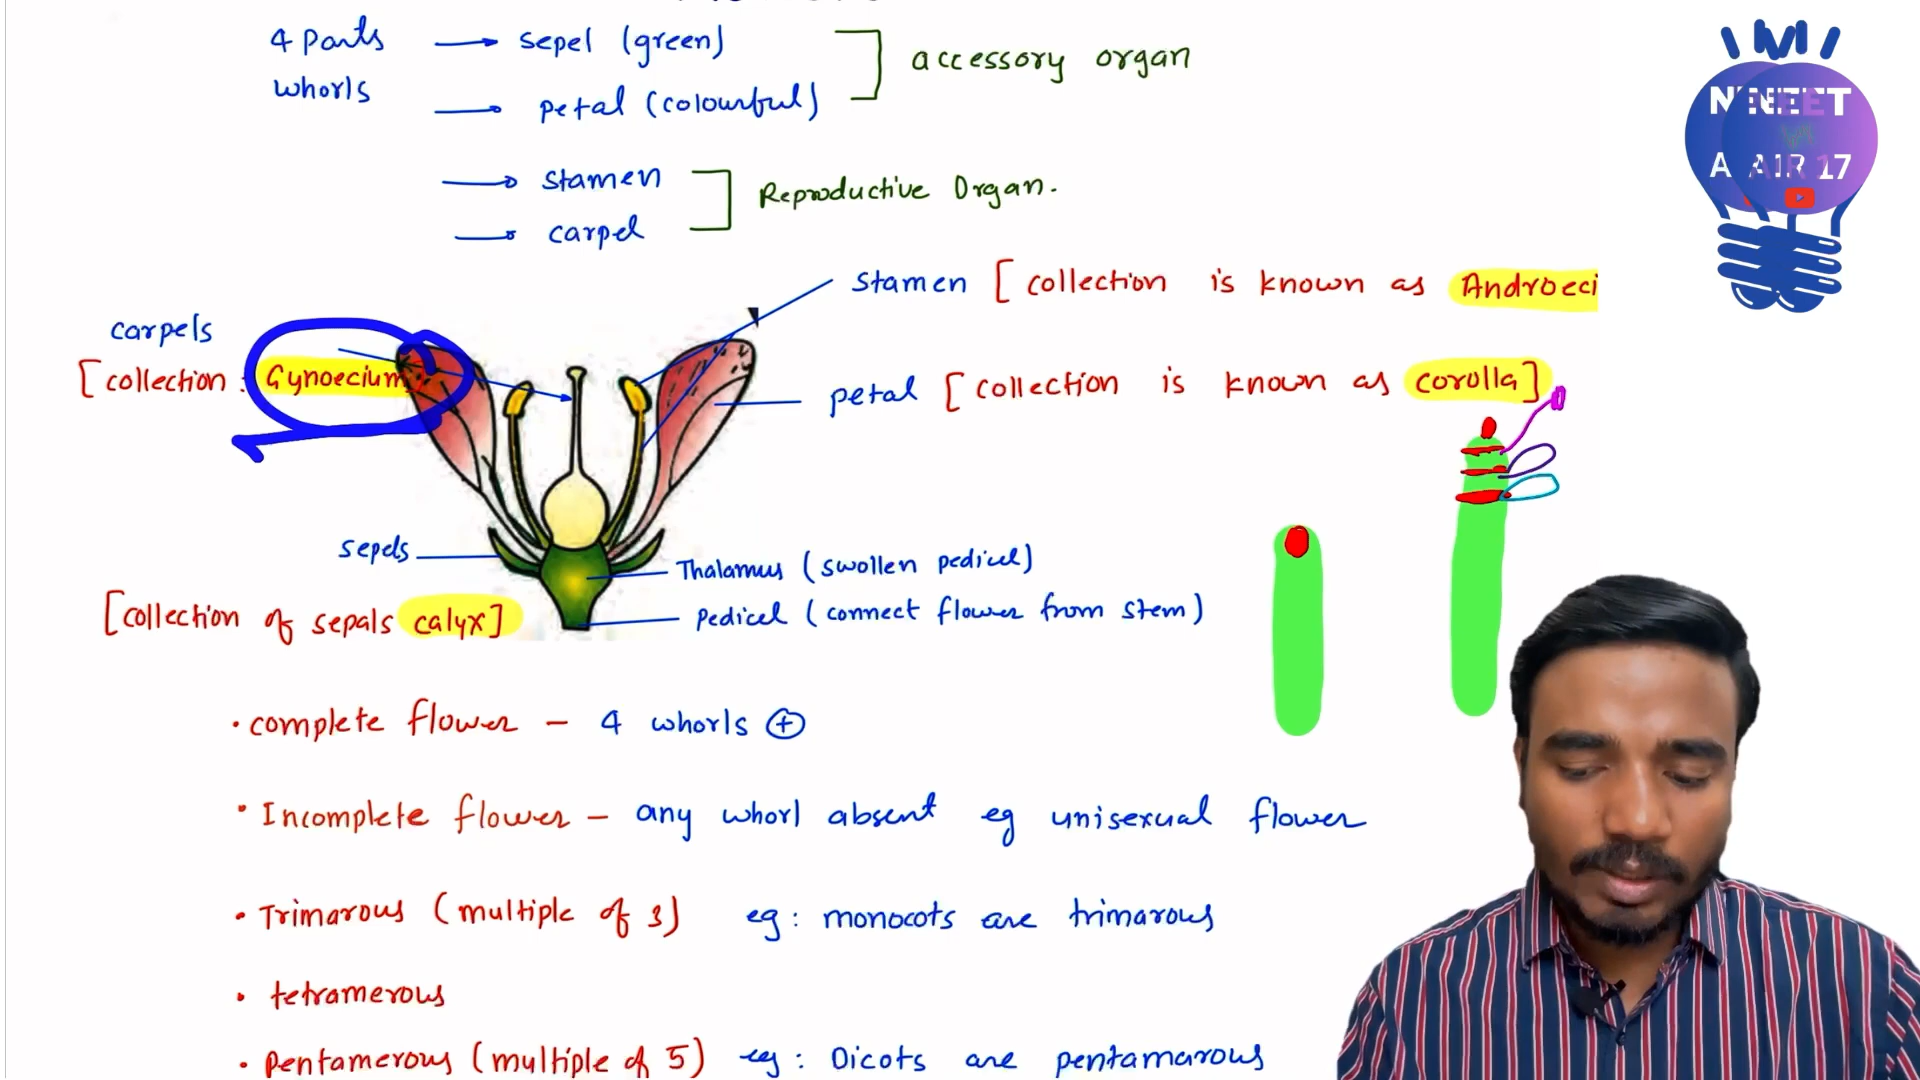 4 parts → sepel (green)
whorls → petal (colourful)
accessory organ
→ stamen
→ carpel
Reproductive Organ.
NEET
AIR 17
stamen [collection is known as Androeci
carpels
[collection : Gynoecium]
petal [collection is known as corolla]
sepels
Thalamus (swollen pedicel)
[collection of sepals calyx]
Pedicel (connect flower from stem)
• complete flower - 4 whorls ⊕
• Incomplete flower - any whorl absent eg unisexual flower
• Trimarous (multiple of 3) eg: monocots are trimarous
• tetramerous
• Pentamerous (multiple of 5) eg: Dicots are pentamarous